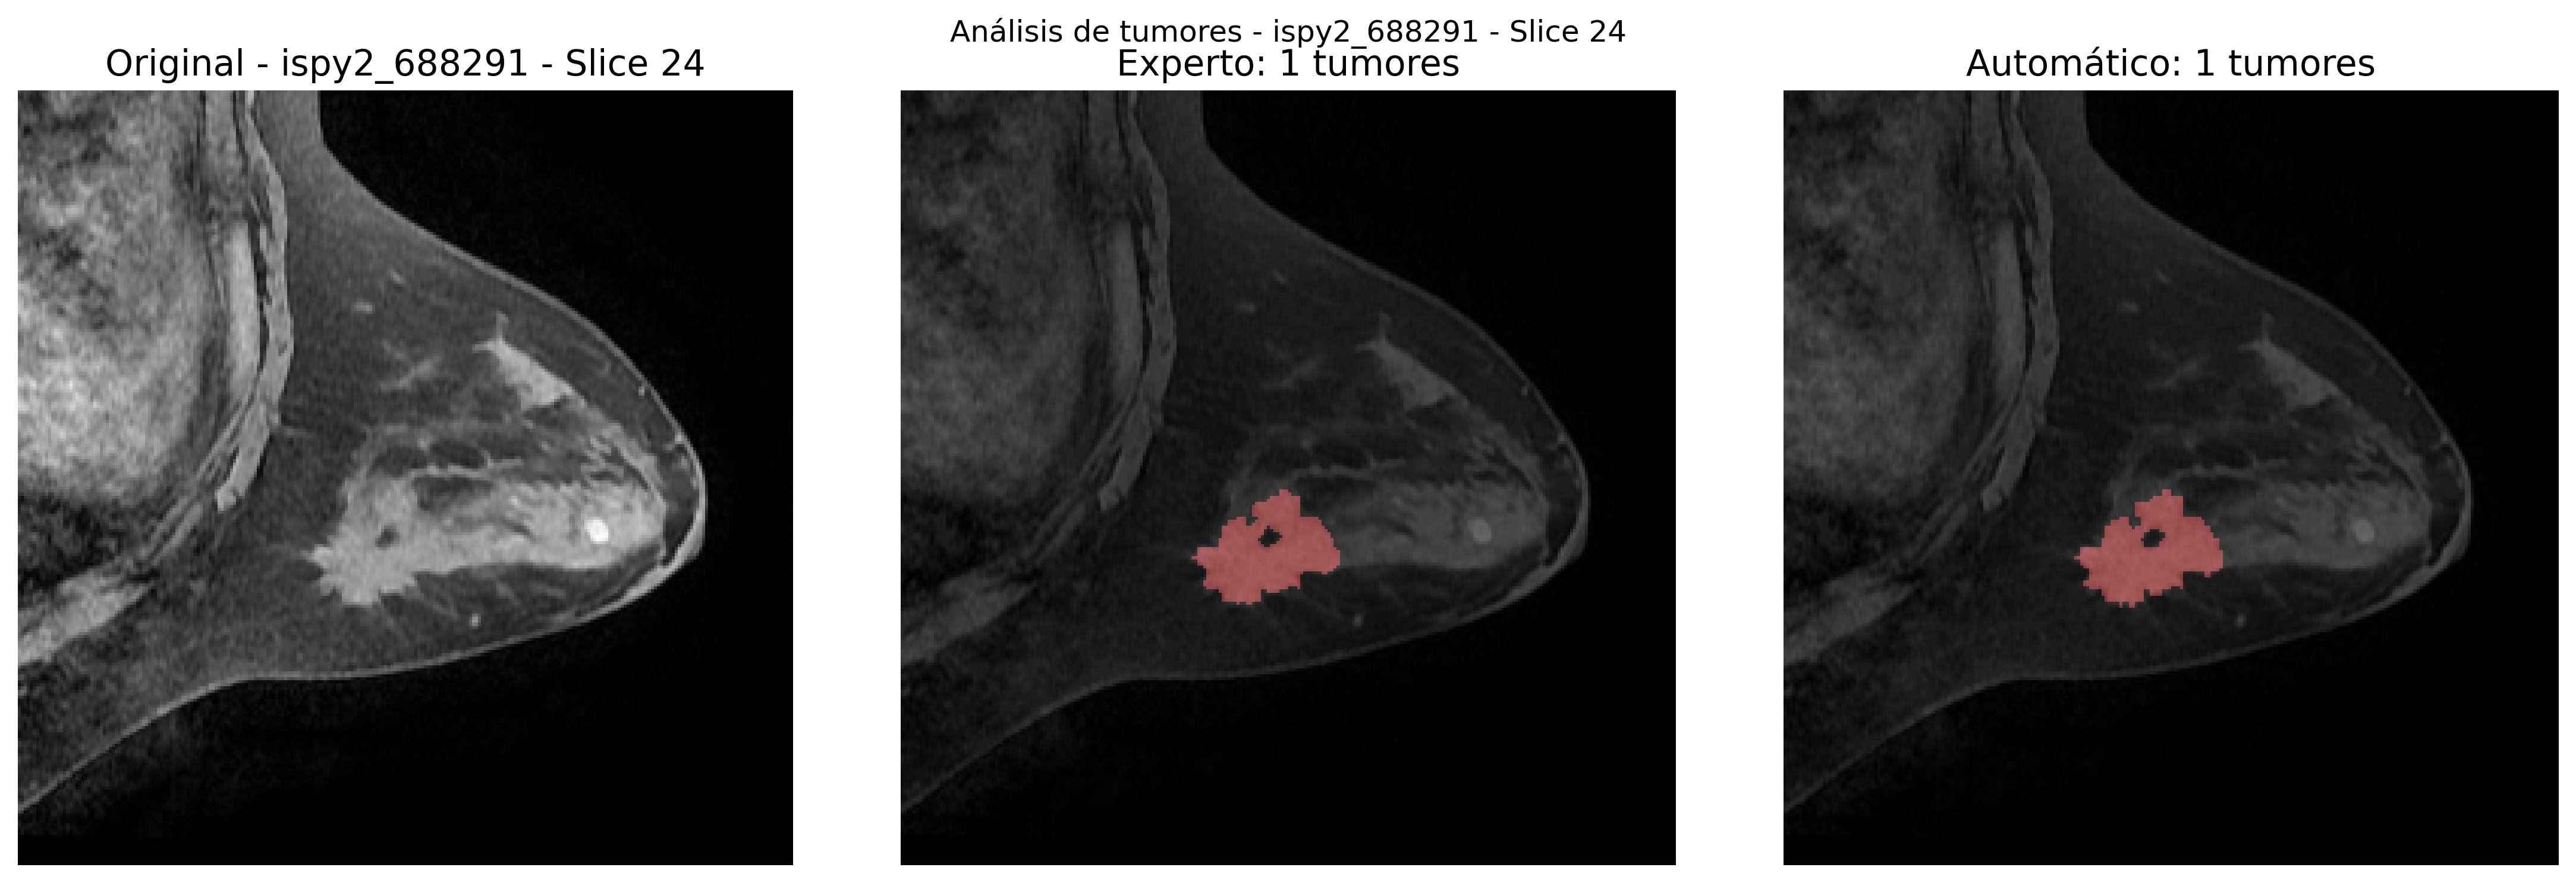 Análisis de tumores - ispy2_688291 - Slice 24
Original - ispy2_688291 - Slice 24
Experto: 1 tumores
Automático: 1 tumores